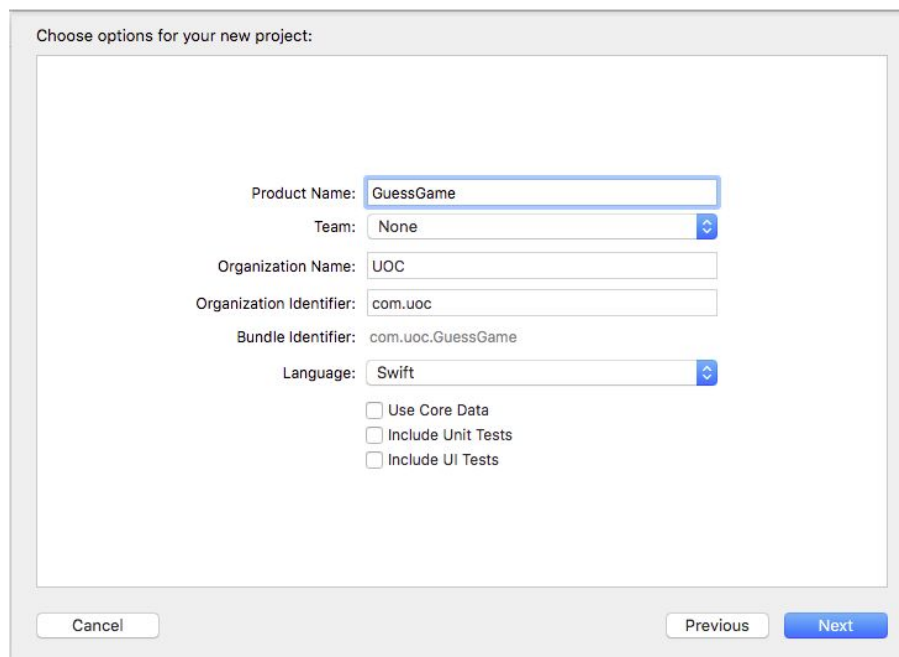 Choose options for your new project:
Product Name: GuessGame
Team: None
Organization Name: UOC
Organization Identifier: com.uoc
Bundle Identifier: com.uoc.GuessGame
Language: Swift
Use Core Data
Include Unit Tests
Include UI Tests
Cancel Previous Next